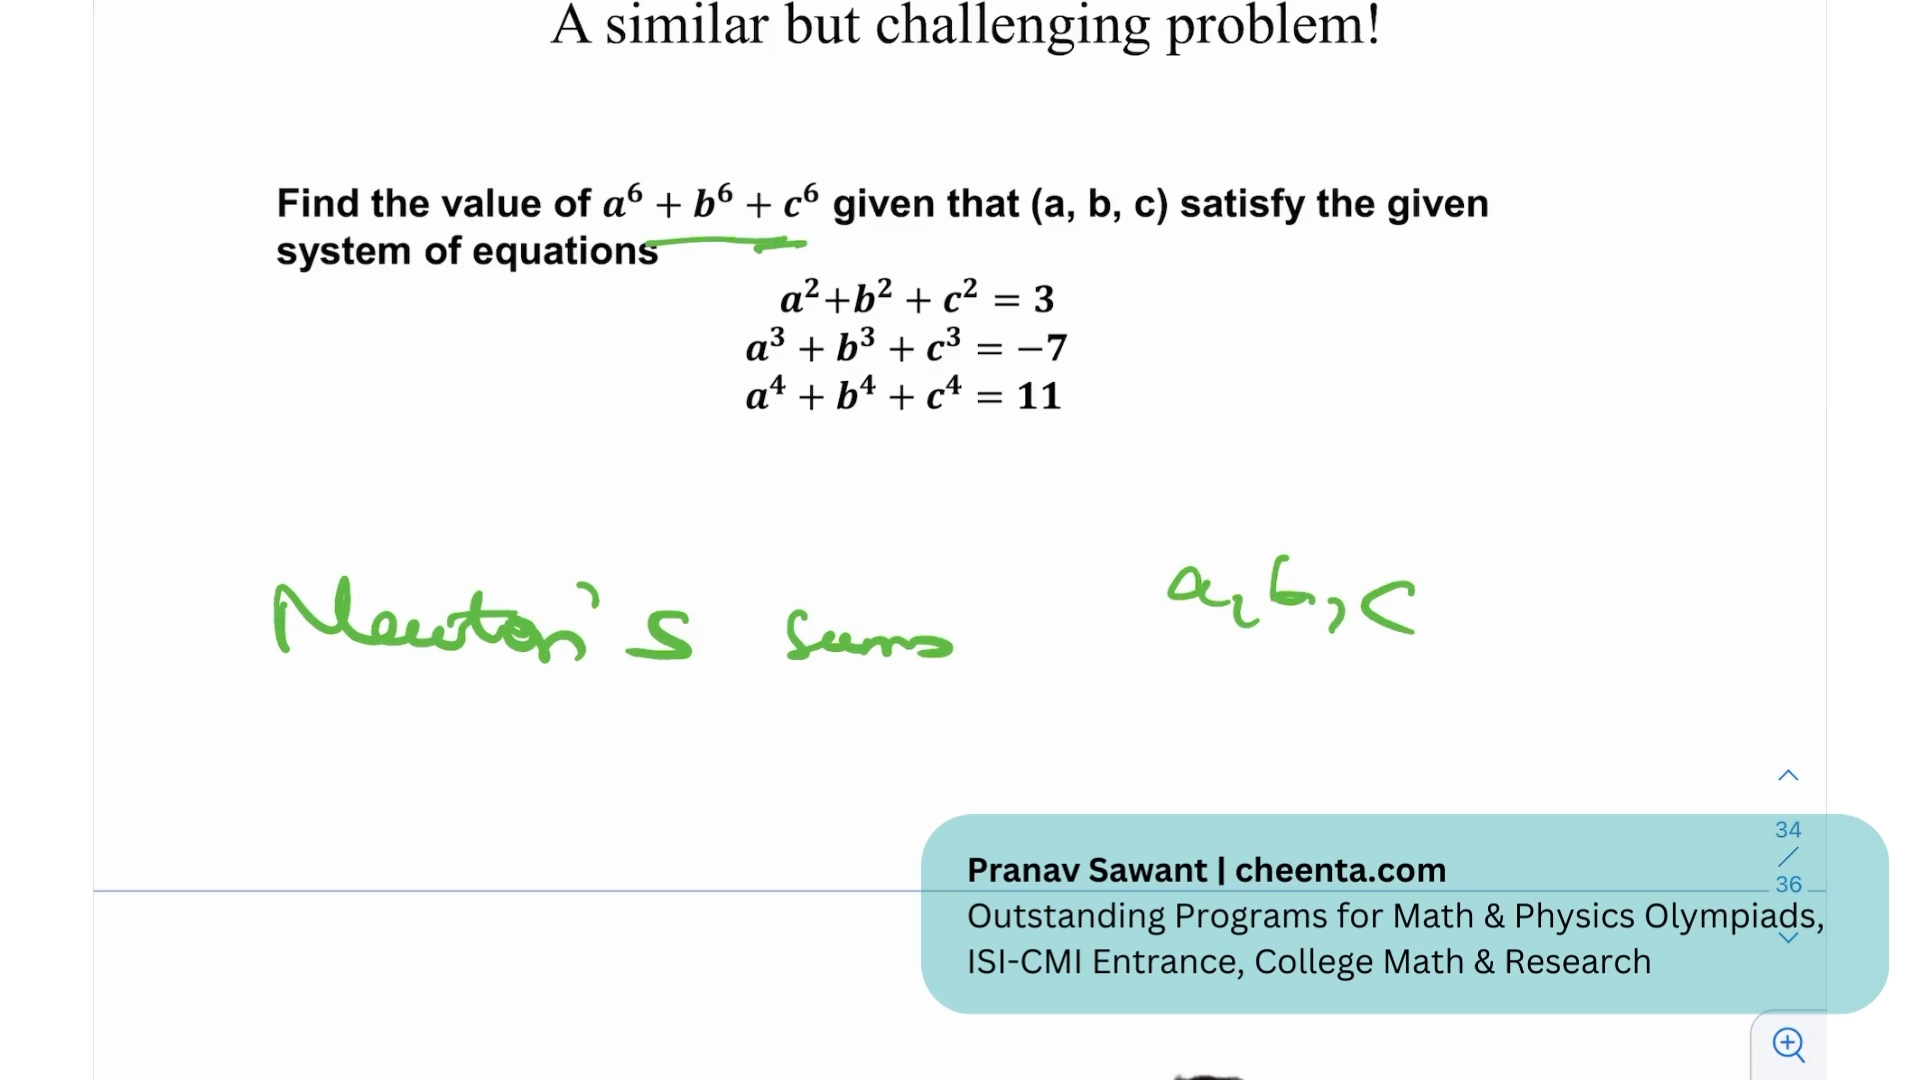 A similar but challenging problem!
Find the value of a⁶ + b⁶ + c⁶ given that (a, b, c) satisfy the given
system of equations
a²+b² + c² = 3
a³ + b³ + c³ = −7
a⁴ + b⁴ + c⁴ = 11
Newton's sums
a, b, c
34
/
36
Pranav Sawant | cheenta.com
Outstanding Programs for Math & Physics Olympiads,
ISI-CMI Entrance, College Math & Research